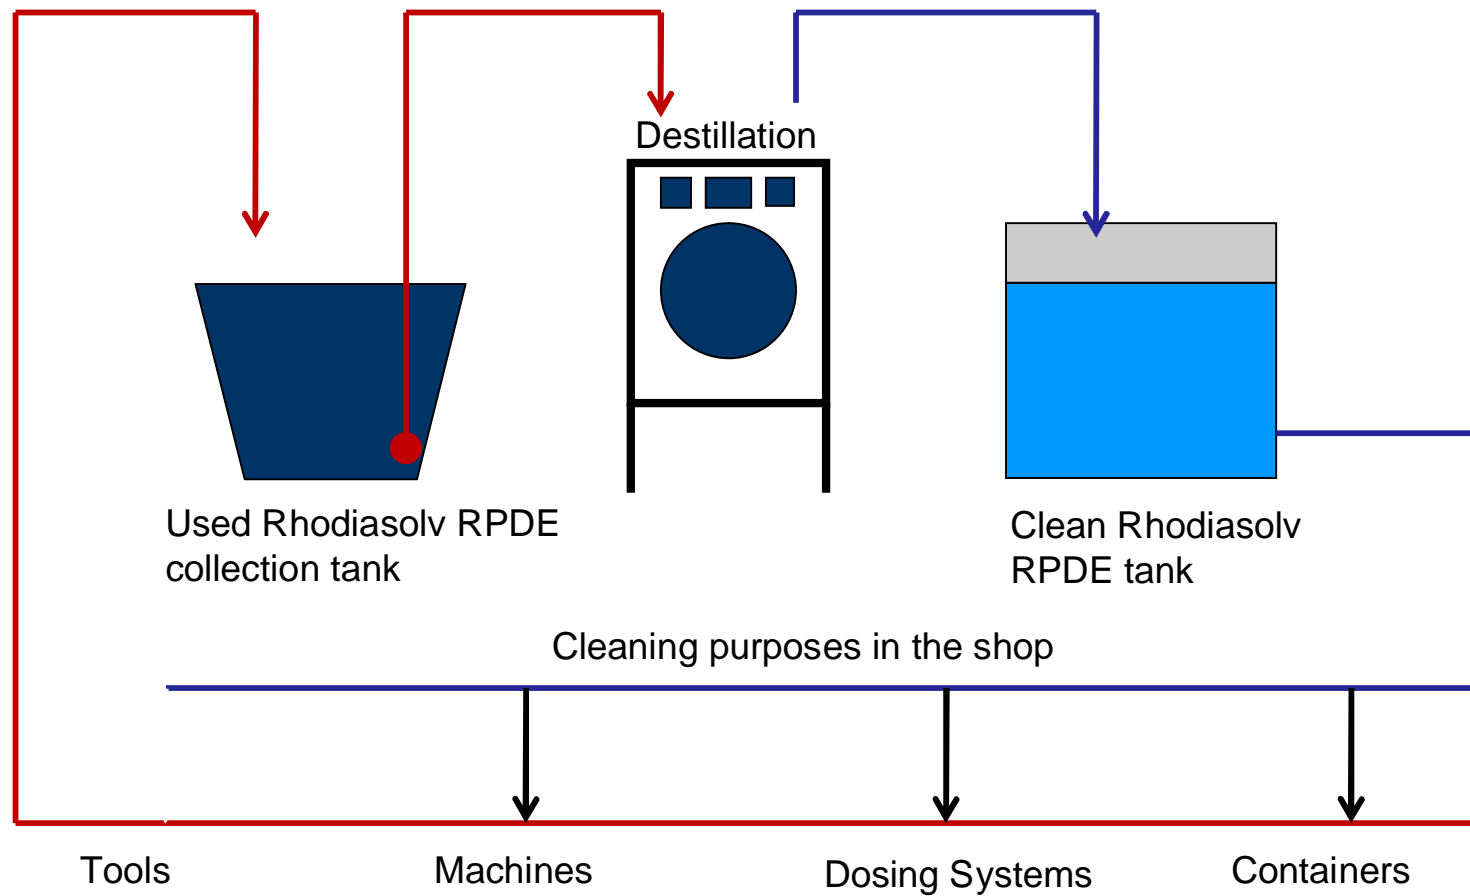 Destillation
Used Rhodiasolv RPDE
collection tank
Clean Rhodiasolv
RPDE tank
Cleaning purposes in the shop
Tools
Machines
Dosing Systems
Containers